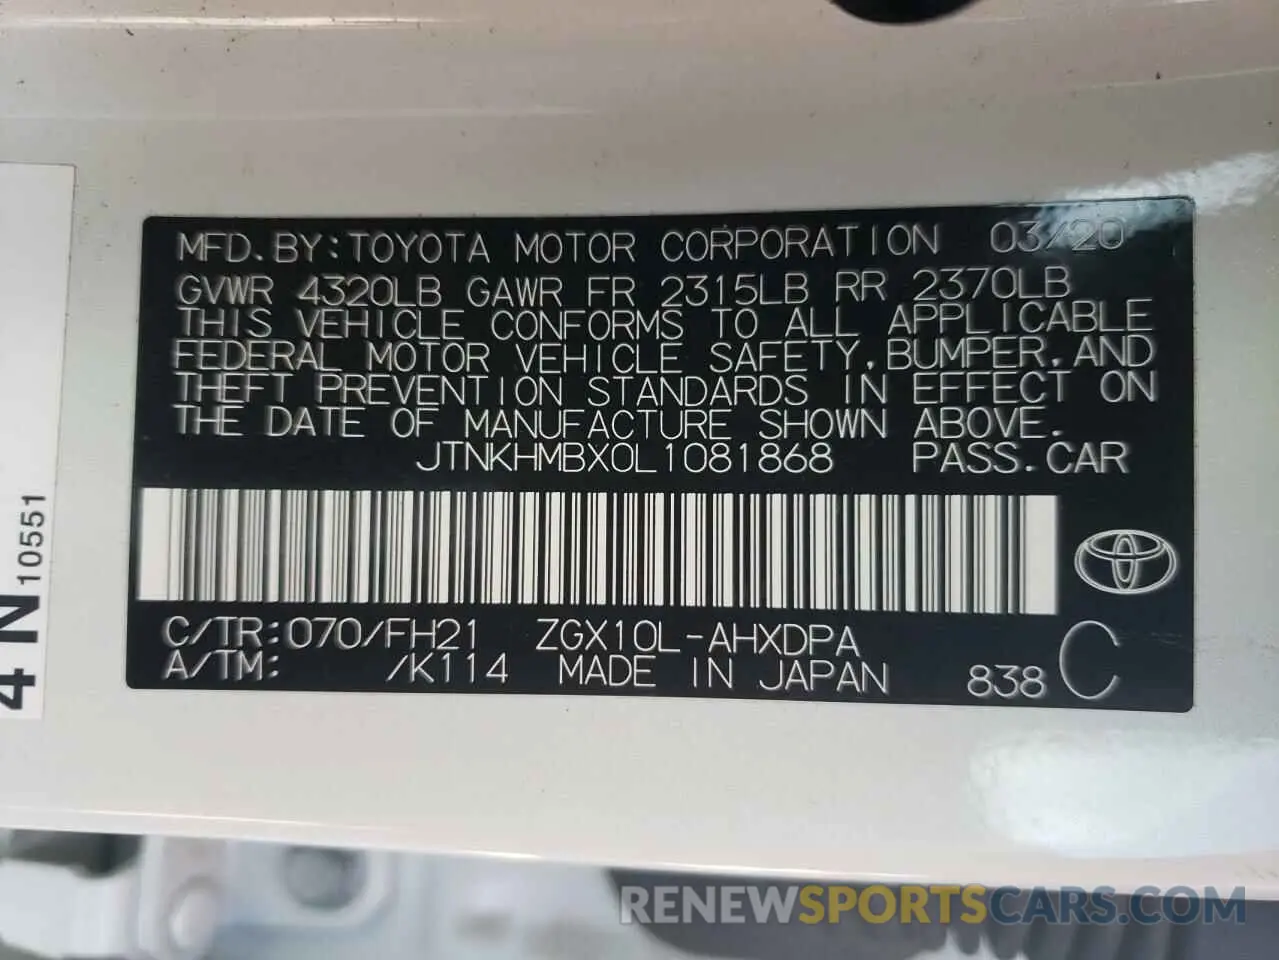 MFD.BY:TOYOTA MOTOR CORPORATION 03/20
GVWR 4320LB GAWR FR 2315LB RR 2370LB
THIS VEHICLE CONFORMS TO ALL APPLICABLE
FEDERAL MOTOR VEHICLE SAFETY,BUMPER,AND
THEFT PREVENTION STANDARDS IN EFFECT ON
THE DATE OF MANUFACTURE SHOWN ABOVE.
JTNKHMBX0L1081868 PASS.CAR
C/TR:070/FH21 ZGX10L-AHXDPA C
A/TM: /K114 MADE IN JAPAN 838
4 N 10551
RENEWSPORTSCARS.COM